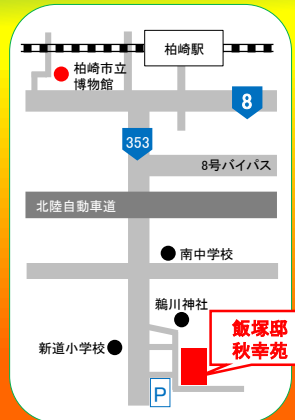 柏崎駅
柏崎市立
博物館
8
353
8号バイパス
北陸自動車道
南中学校
鵜川神社
飯塚邸
秋幸苑
新道小学校
P